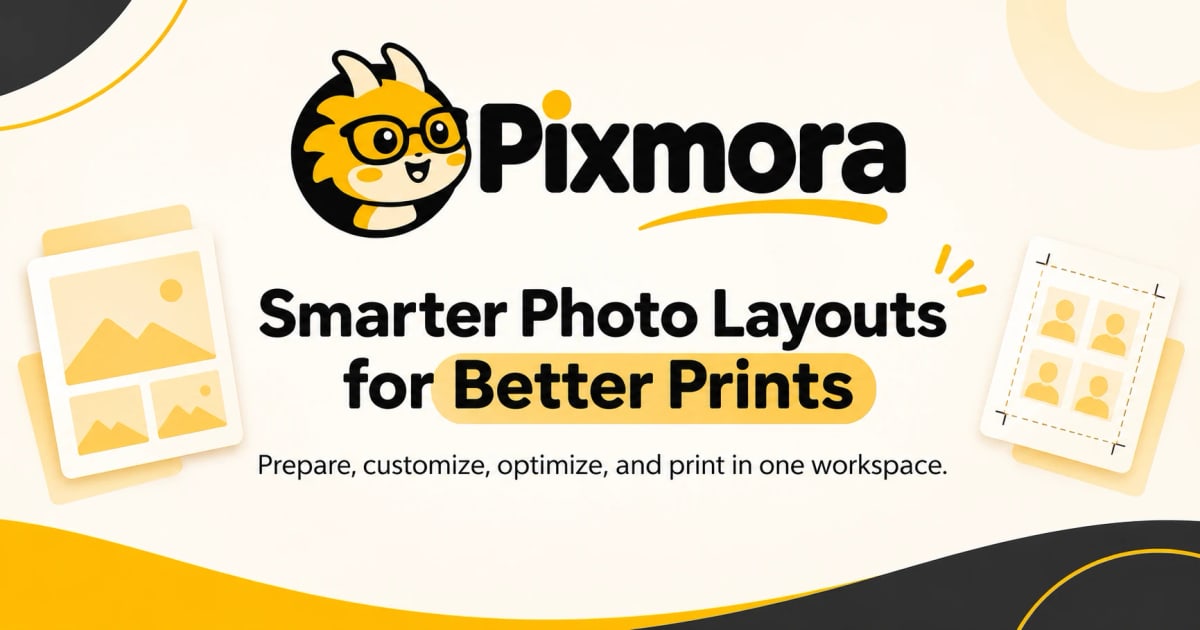 Pixmora
Smarter Photo Layouts
for Better Prints
Prepare, customize, optimize, and print in one workspace.